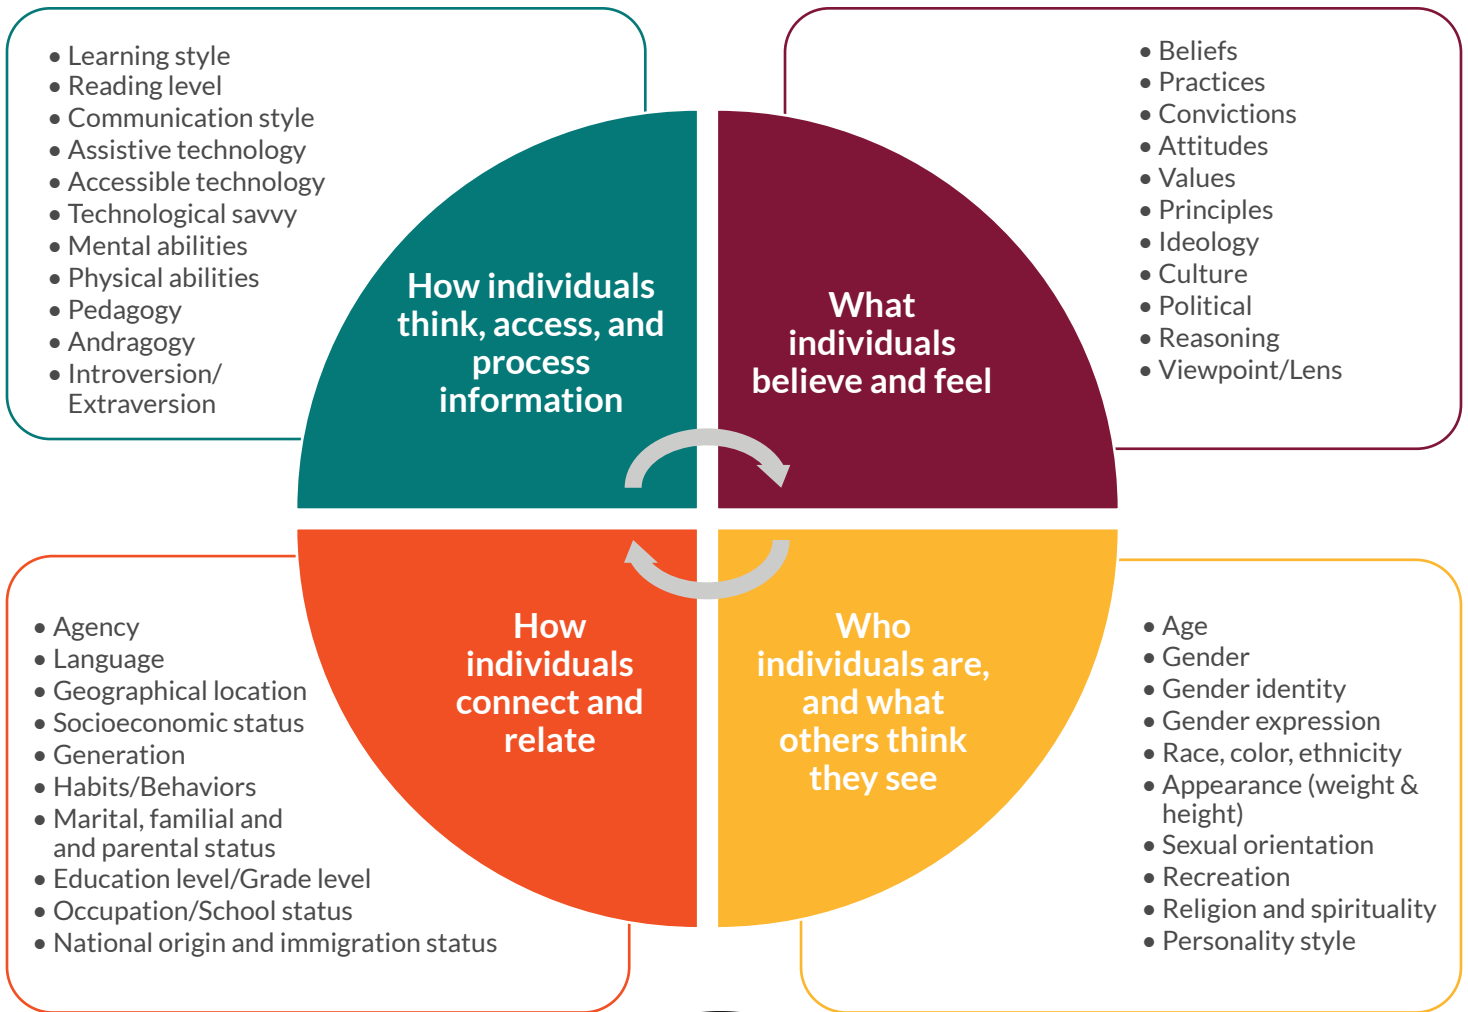 • Learning style
• Reading level
• Communication style
• Assistive technology
• Accessible technology
• Technological savvy
• Mental abilities
• Physical abilities
• Pedagogy
• Andragogy
• Introversion/
Extraversion
How individuals
think, access, and
process
information
What
individuals
believe and feel
• Beliefs
• Practices
• Convictions
• Attitudes
• Values
• Principles
• Ideology
• Culture
• Political
• Reasoning
• Viewpoint/Lens
• Agency
• Language
• Geographical location
• Socioeconomic status
• Generation
• Habits/Behaviors
• Marital, familial and
and parental status
• Education level/Grade level
• Occupation/School status
• National origin and immigration status
How
individuals
connect and
relate
Who
individuals are,
and what
others think
they see
• Age
• Gender
• Gender identity
• Gender expression
• Race, color, ethnicity
• Appearance (weight &
height)
• Sexual orientation
• Recreation
• Religion and spirituality
• Personality style